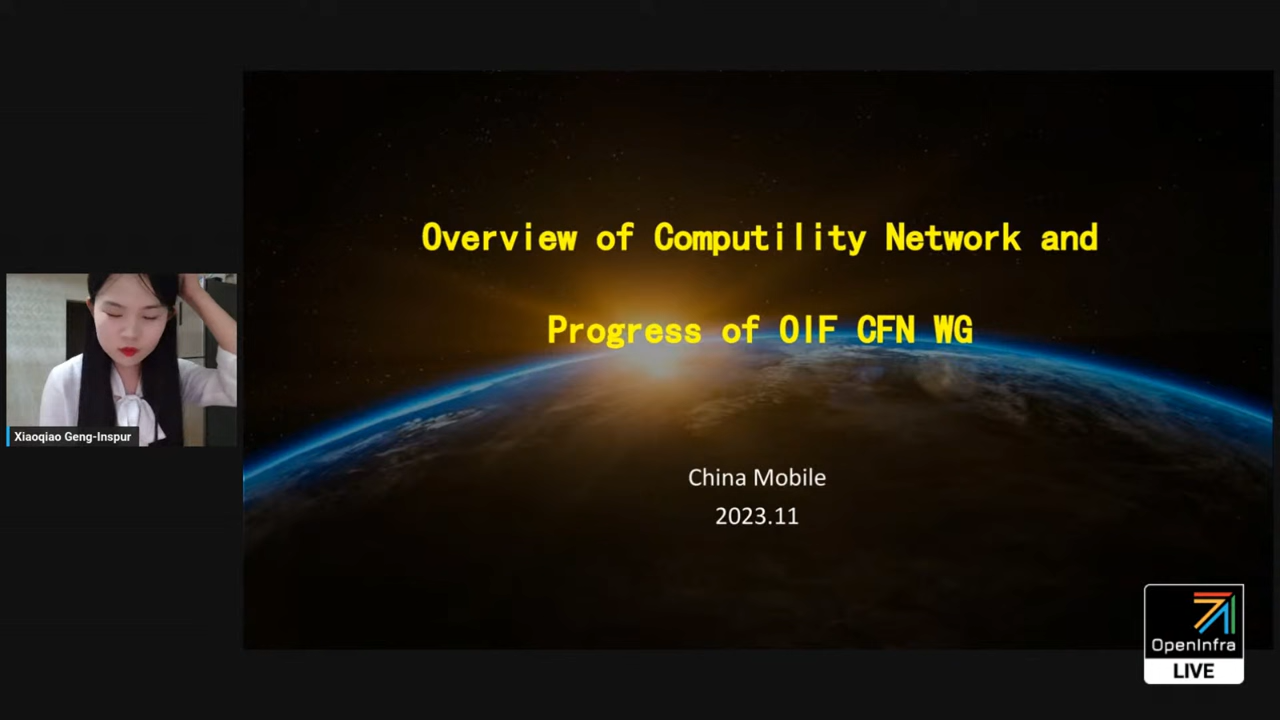 Overview of Computility Network and
Progress of OIF CFN WG
China Mobile
2023.11
Xiaoqiao Geng-Inspur
OpenInfra
LIVE